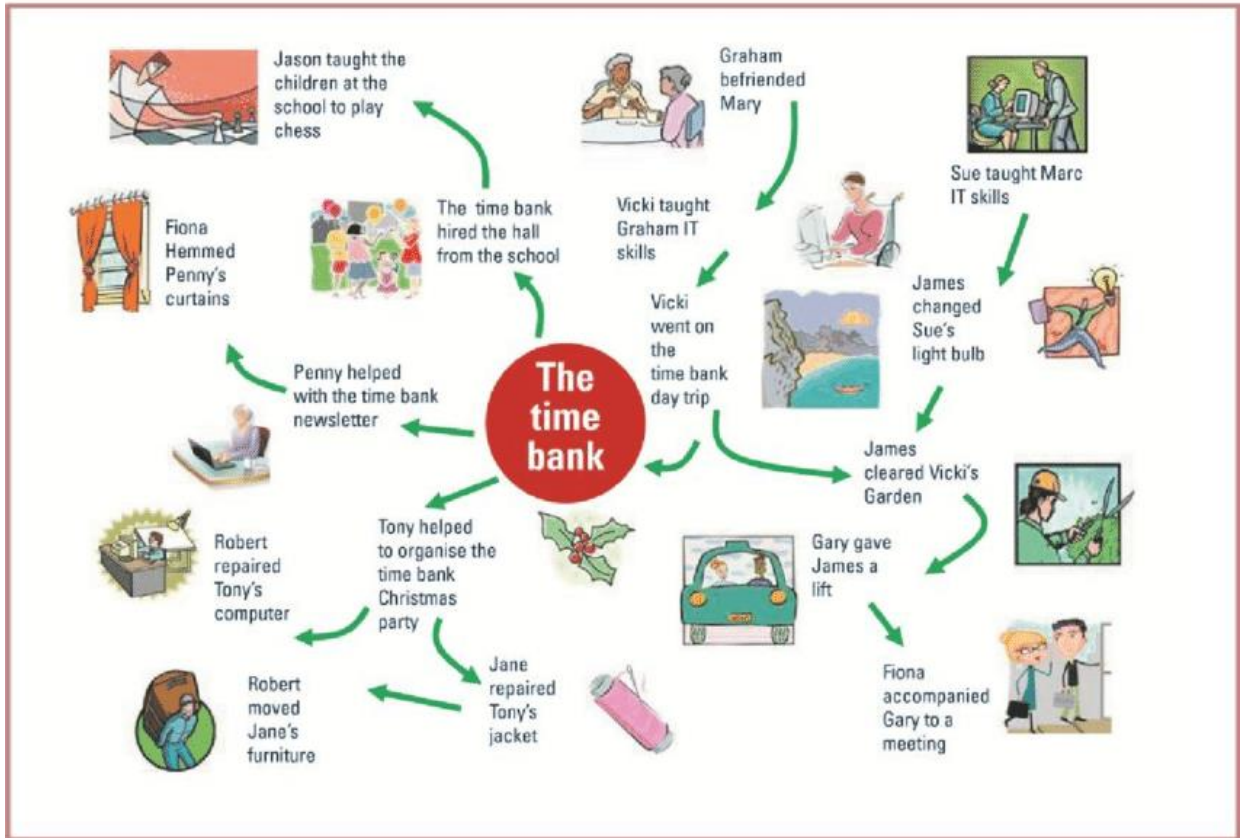 Jason taught the
children at the
school to play
chess
Graham
befriended
Mary
Sue taught Marc
IT skills
Fiona
Hemmed
Penny's
curtains
The time bank
hired the hall
from the school
Vicki taught
Graham IT
skills
James
changed
Sue's
light bulb
Vicki
went on
the
time bank
day trip
Penny helped
with the time bank
newsletter
The
time
bank
James
cleared Vicki's
Garden
Robert
repaired
Tony's
computer
Tony helped
to organise the
time bank
Christmas
party
Gary gave
James a
lift
Robert
moved
Jane's
furniture
Jane
repaired
Tony's
jacket
Fiona
accompanied
Gary to a
meeting